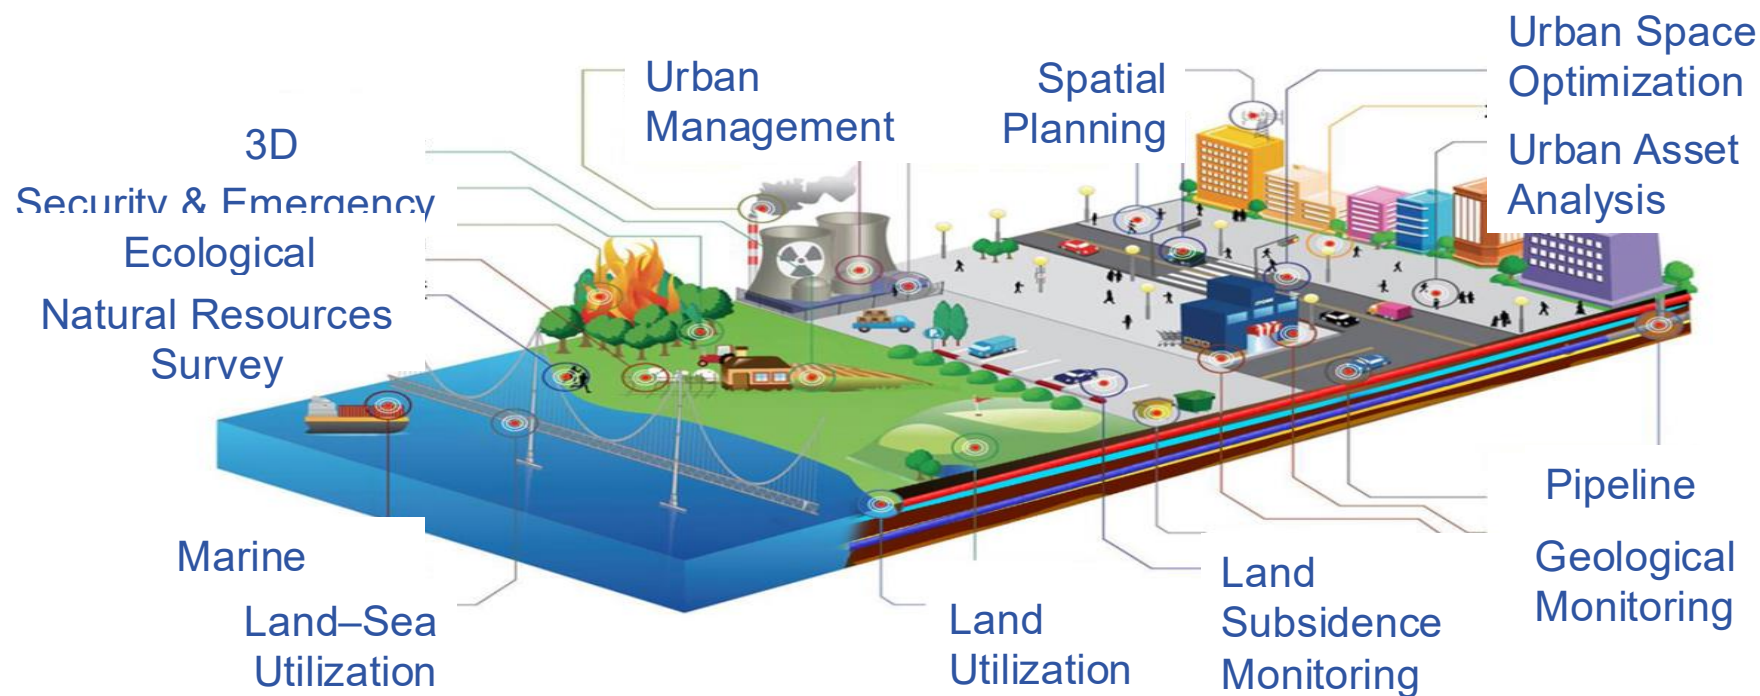 Urban Space
Optimization
Urban
Management
Spatial
Planning
3D
Urban Asset
Analysis
Security & Emergency
Ecological
Natural Resources
Survey
Pipeline
Marine
Geological
Monitoring
Land
Subsidence
Monitoring
Land–Sea
Utilization
Land
Utilization